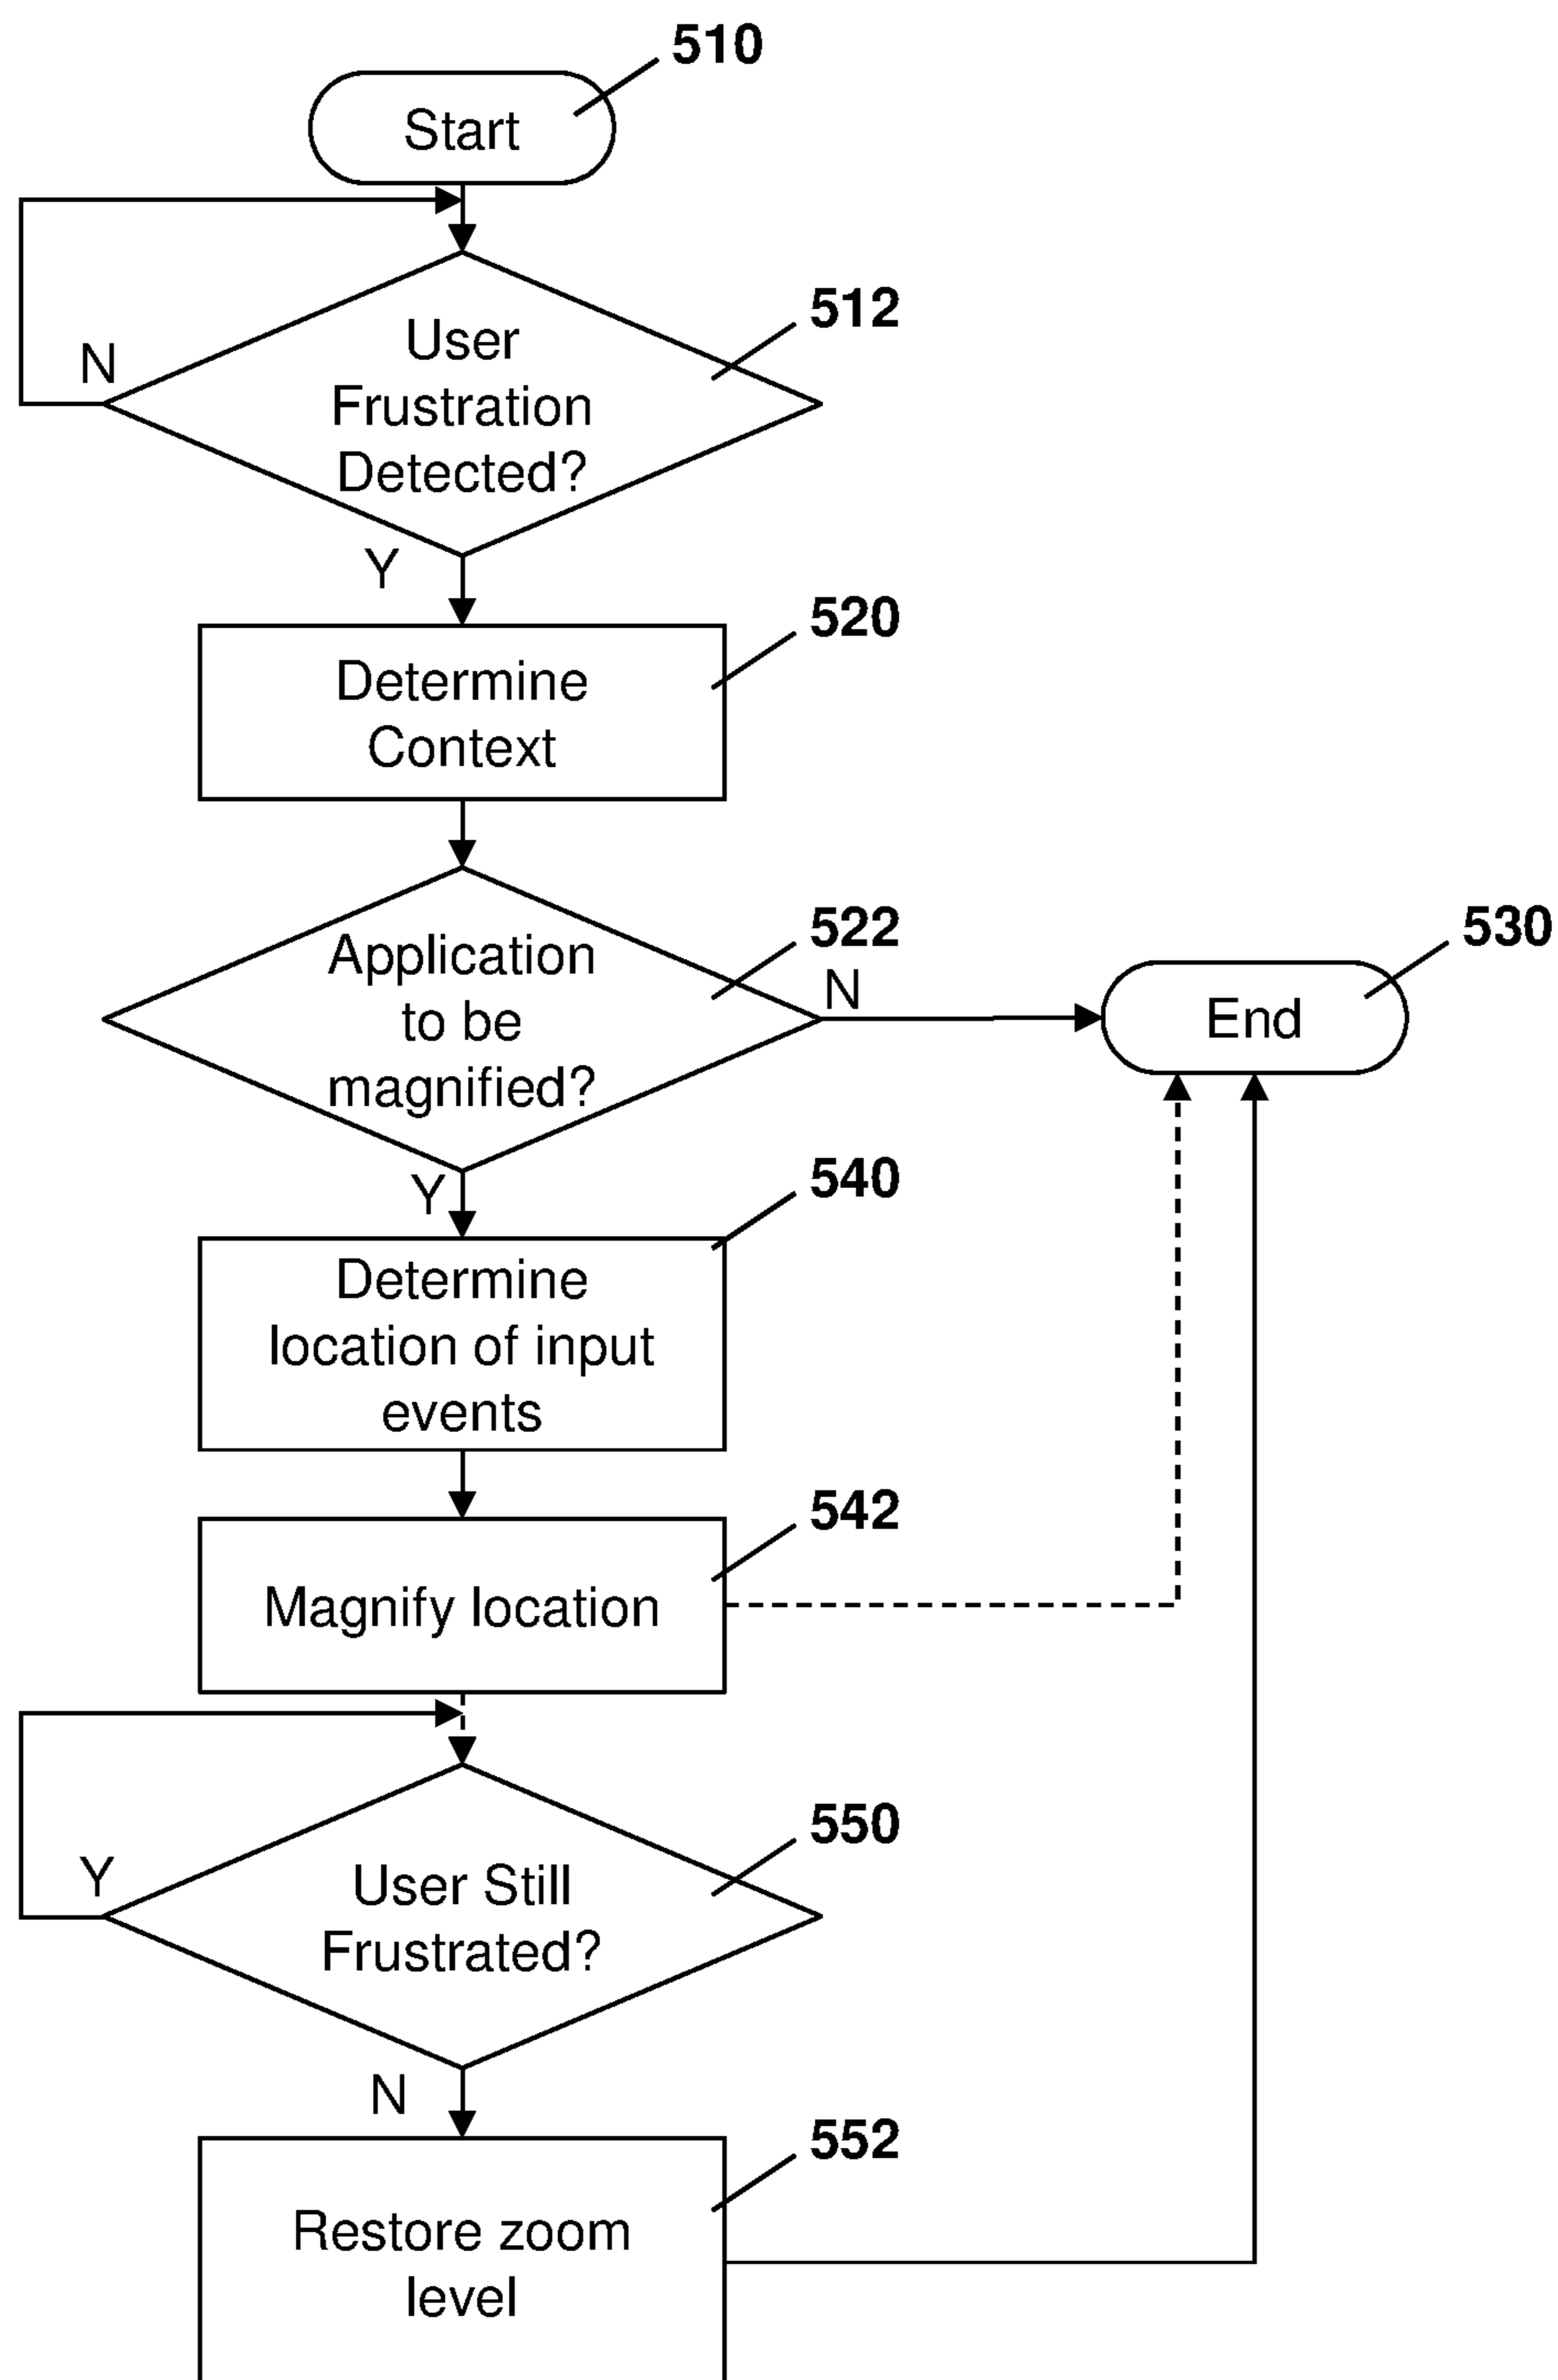 510
Start
512
User
Frustration
Detected?
N
Y
520
Determine
Context
522
Application
to be
magnified?
N
530
End
Y
540
Determine
location of input
events
542
Magnify location
550
User Still
Frustrated?
Y
N
552
Restore zoom
level